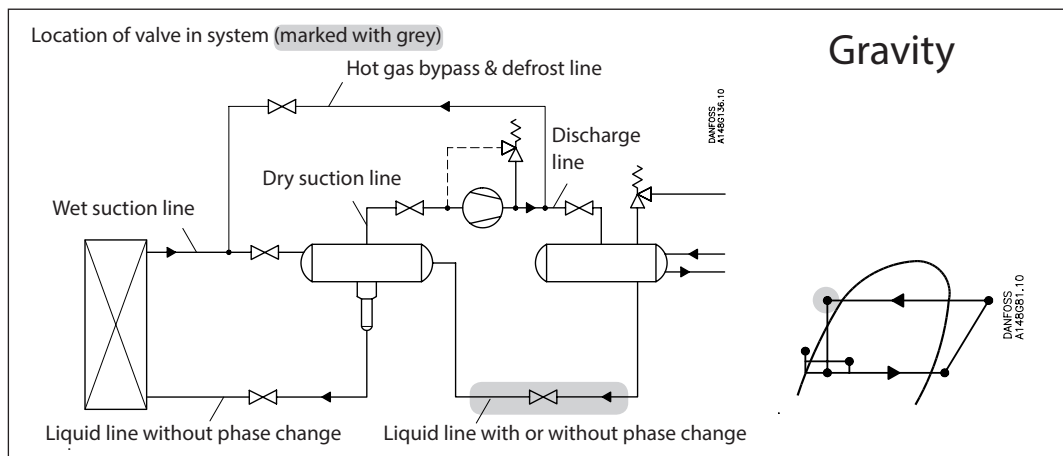 Location of valve in system (marked with grey)
Gravity
Hot gas bypass & defrost line
DANFOSS
A148G136.10
Discharge
line
Dry suction line
Wet suction line
DANFOSS
A148G81.10
Liquid line without phase change
Liquid line with or without phase change